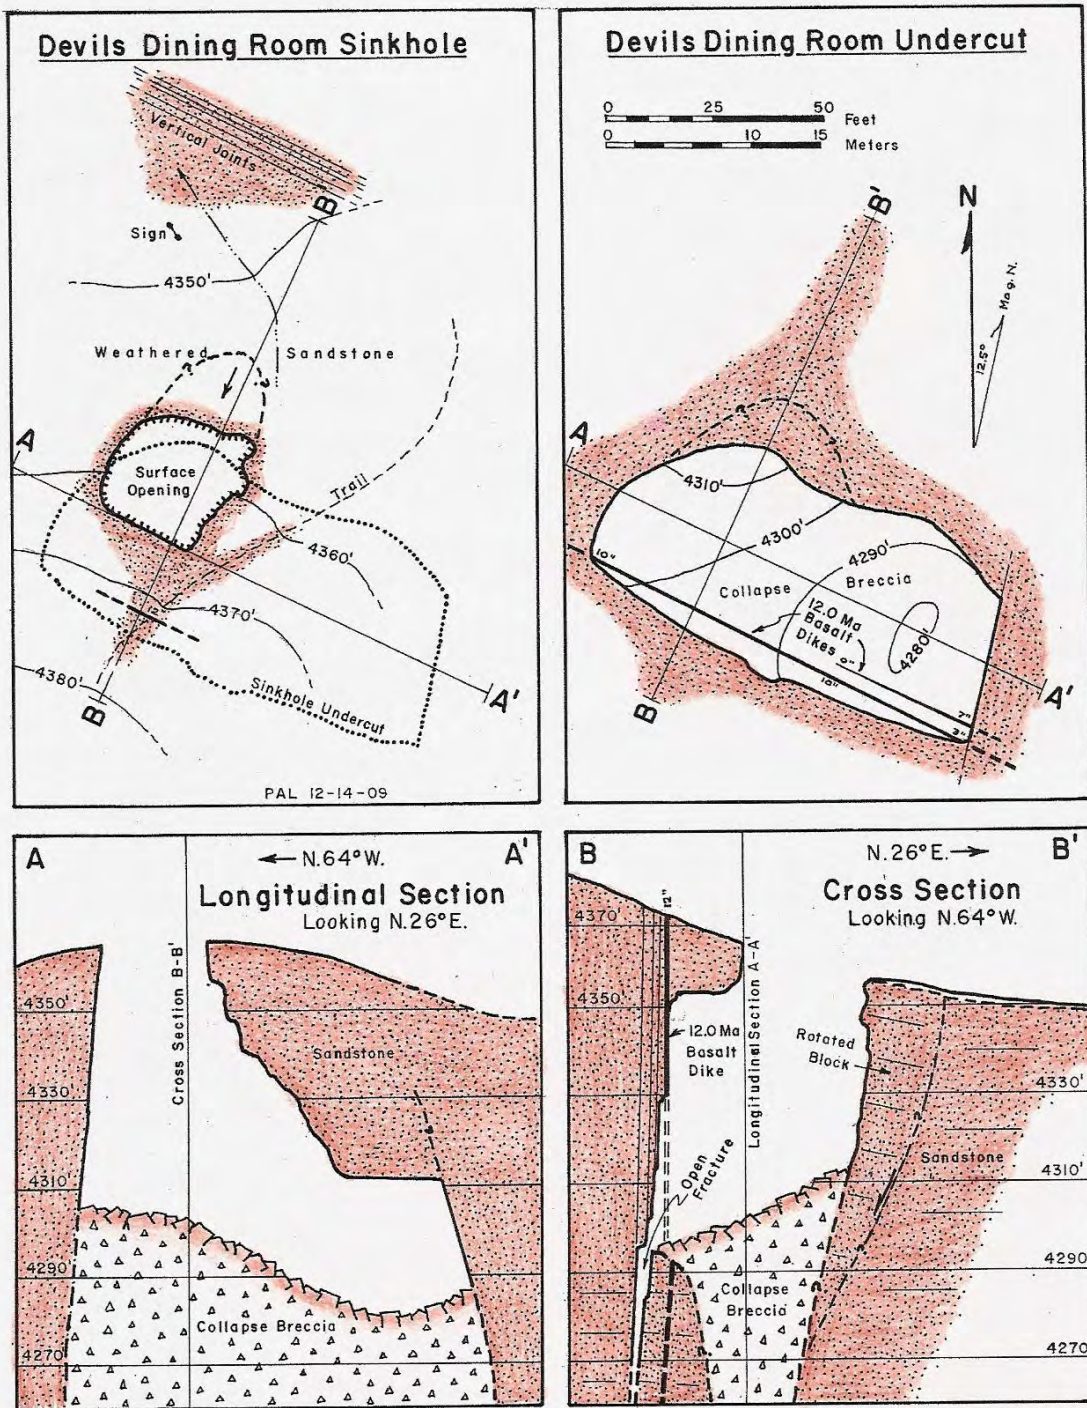 Devils Dining Room Sinkhole
Vertical Joints
B'
Sign
4350'
Weathered Sandstone
A
Surface
Opening
Trail
4360'
4370'
4380'
B
Sinkhole Undercut
A'
PAL 12-14-09
Devils Dining Room Undercut
0 25 50
Feet
0 10 15
Meters
B'
N
12.5°
Mag. N.
A
4310'
4300'
4290'
10"
Collapse Breccia
12.0 Ma
Basalt
Dikes
4280'
18"
7"
3"
B
A'
A
N.64°W.
A'
Longitudinal Section
Looking N.26°E.
Cross Section B-B'
4350'
Sandstone
4330'
4310'
4290'
Collapse Breccia
4270'
B
N.26°E.
B'
Cross Section
Looking N.64°W.
12"
4370'
4350'
Longitudinal Section A-A'
12.0 Ma
Basalt
Dike
Rotated
Block
4330'
Open
Fracture
Sandstone
4310'
4290'
Collapse
Breccia
4270'